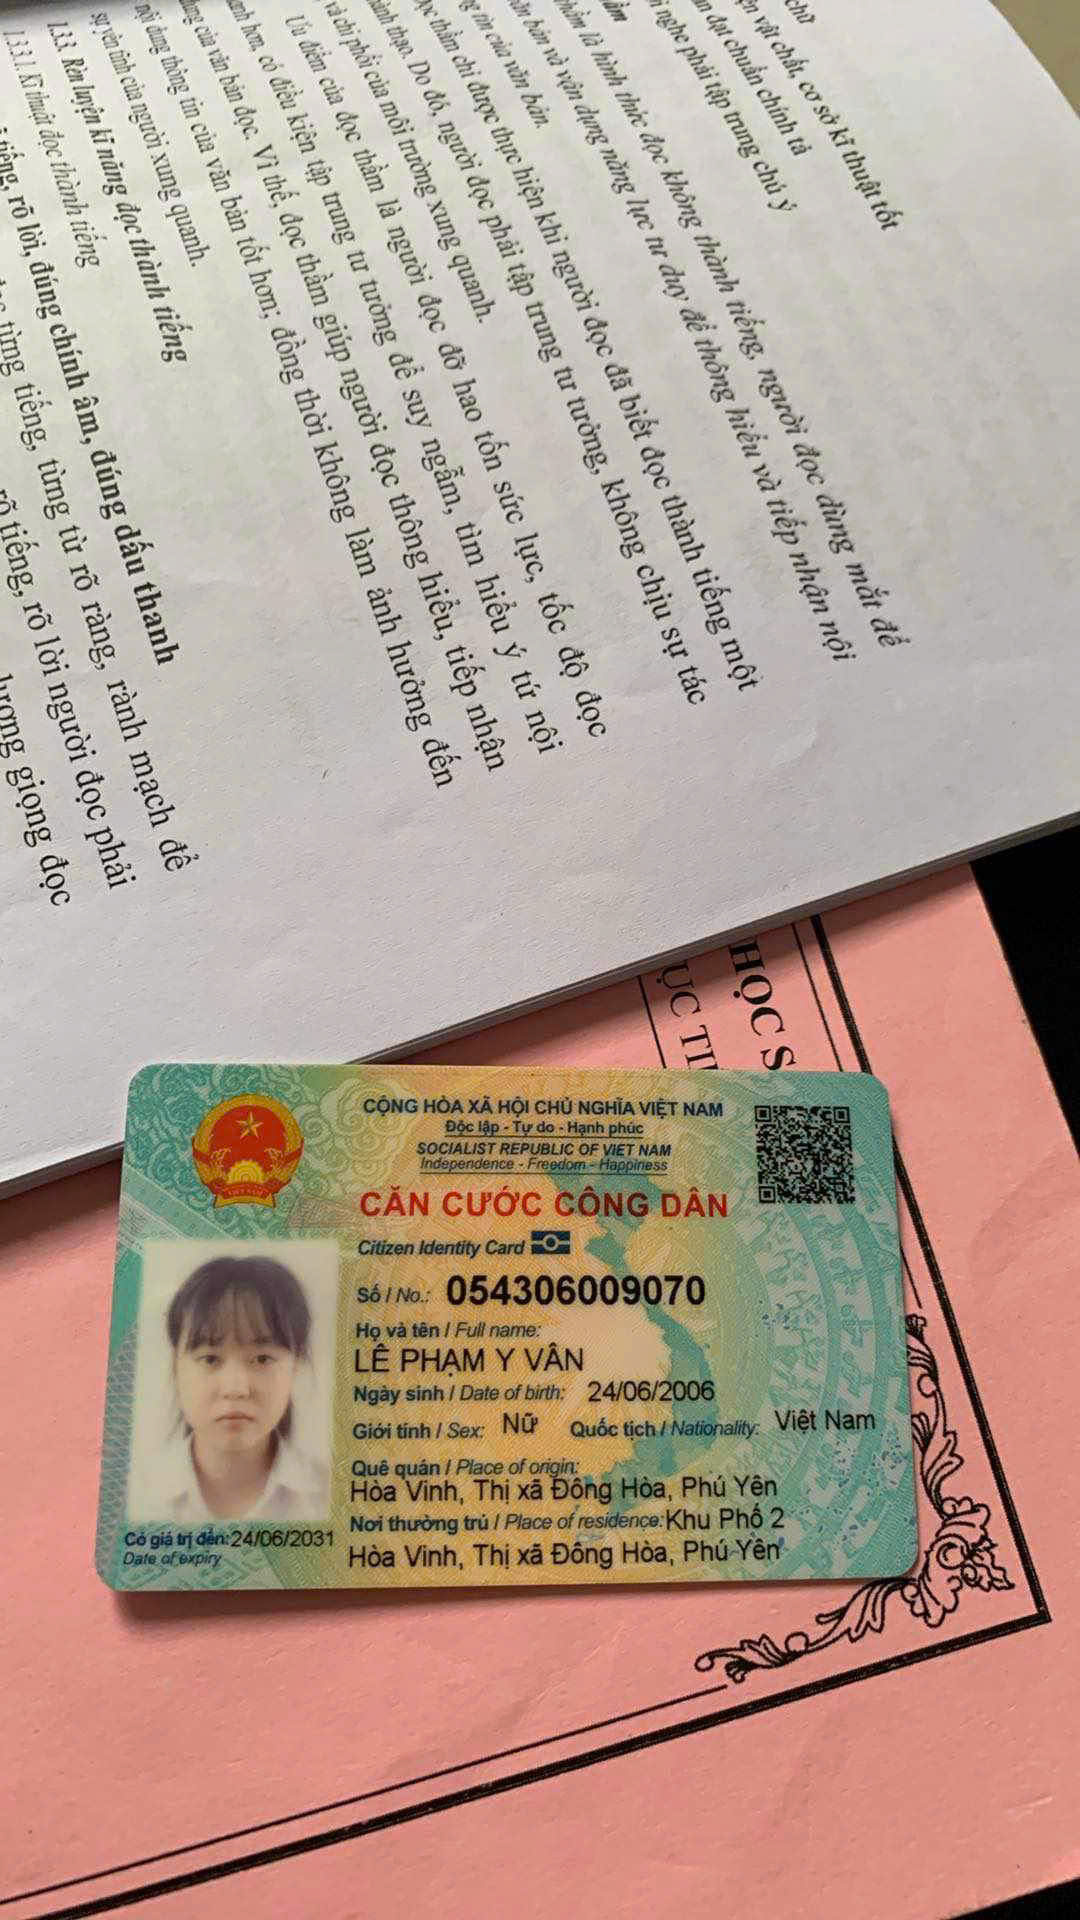 chữ
vật chất, cơ sở kĩ thuật tốt
đạt chuẩn chính tả
nghe phải tập trung chú ý
thầm là hình thức đọc không thành tiếng, người đọc dùng mắt để
bản và vận dụng năng lực tư duy để thông hiểu và tiếp nhận nội
tin của văn bản.
thầm chỉ được thực hiện khi người đọc đã biết đọc thành tiếng một
thạo. Do đó, người đọc phải tập trung tư tưởng, không chịu sự tác
và chi phối của môi trường xung quanh.
Ưu điểm của đọc thầm là người đọc đỡ hao tốn sức lực, tốc độ đọc
hơn, có điều kiện tập trung tư tưởng để suy ngẫm, tìm hiểu ý tứ nội
của văn bản đọc. Vì thế, đọc thầm giúp người đọc thông hiểu, tiếp nhận
nội dung thông tin của văn bản tốt hơn; đồng thời không làm ảnh hưởng đến
sự yên tĩnh của người xung quanh.
1.3.3. Rèn luyện kĩ năng đọc thành tiếng
1.3.3.1. Kĩ thuật đọc thành tiếng
tiếng, rõ lời, đúng chính âm, đúng dấu thanh
từng tiếng, từng từ rõ ràng, rành mạch để
rõ tiếng, rõ lời người đọc phải
lượng giọng đọc
HỌC S
ỤC TI
CỘNG HÒA XÃ HỘI CHỦ NGHĨA VIỆT NAM
Độc lập - Tự do - Hạnh phúc
SOCIALIST REPUBLIC OF VIET NAM
Independence - Freedom - Happiness
CĂN CƯỚC CÔNG DÂN
Citizen Identity Card
Số / No.: 054306009070
Họ và tên / Full name:
LÊ PHẠM Y VÂN
Ngày sinh / Date of birth: 24/06/2006
Giới tính / Sex: Nữ Quốc tịch / Nationality: Việt Nam
Quê quán / Place of origin:
Hòa Vinh, Thị xã Đông Hòa, Phú Yên
Nơi thường trú / Place of residence: Khu Phố 2
Hòa Vinh, Thị xã Đông Hòa, Phú Yên
Có giá trị đến: 24/06/2031
Date of expiry